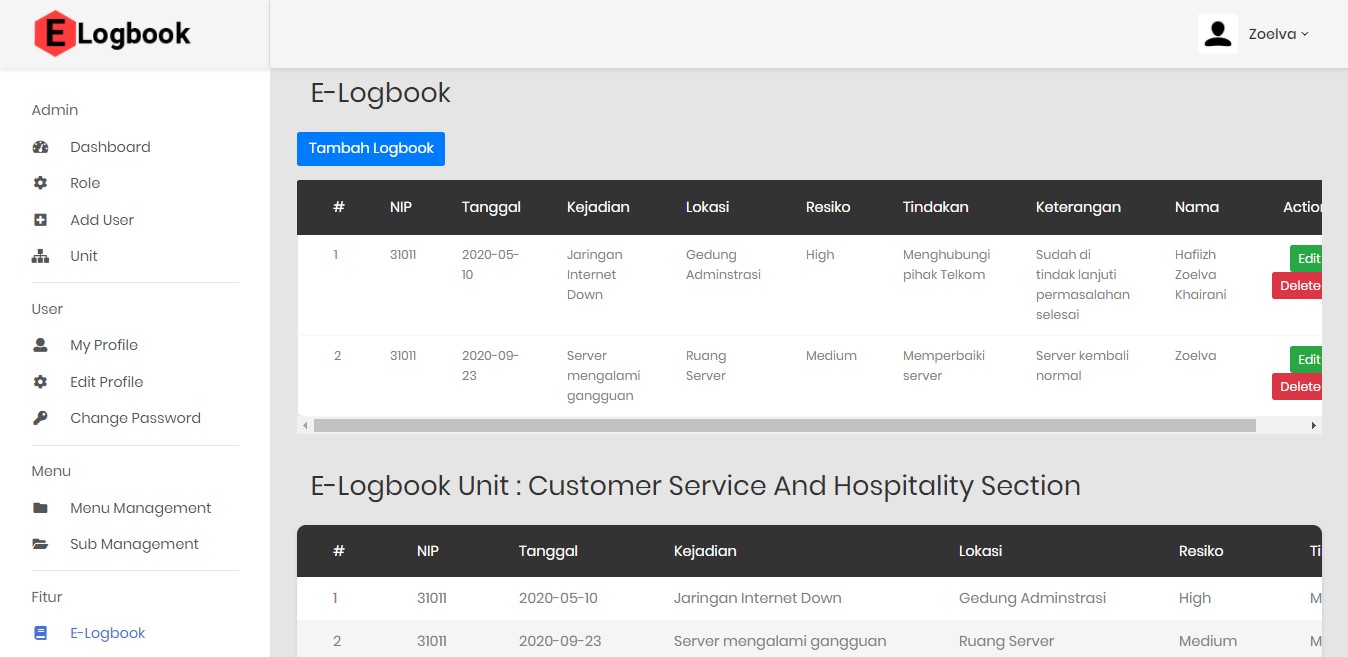 E Logbook
Zoelva
Admin
Dashboard
Role
Add User
Unit
User
My Profile
Edit Profile
Change Password
Menu
Menu Management
Sub Management
Fitur
E-Logbook
E-Logbook
Tambah Logbook
# NIP Tanggal Kejadian Lokasi Resiko Tindakan Keterangan Nama Action
1 31011 2020-05- Jaringan Gedung High Menghubungi Sudah di Hafiizh Edit
10 Internet Adminstrasi pihak Telkom tindak lanjuti Zoelva Delete
Down permasalahan Khairani
selesai
2 31011 2020-09- Server Ruang Medium Memperbaiki Server kembali Zoelva Edit
23 mengalami Server server normal Delete
gangguan
E-Logbook Unit : Customer Service And Hospitality Section
# NIP Tanggal Kejadian Lokasi Resiko Ti
1 31011 2020-05-10 Jaringan Internet Down Gedung Adminstrasi High M
2 31011 2020-09-23 Server mengalami gangguan Ruang Server Medium M